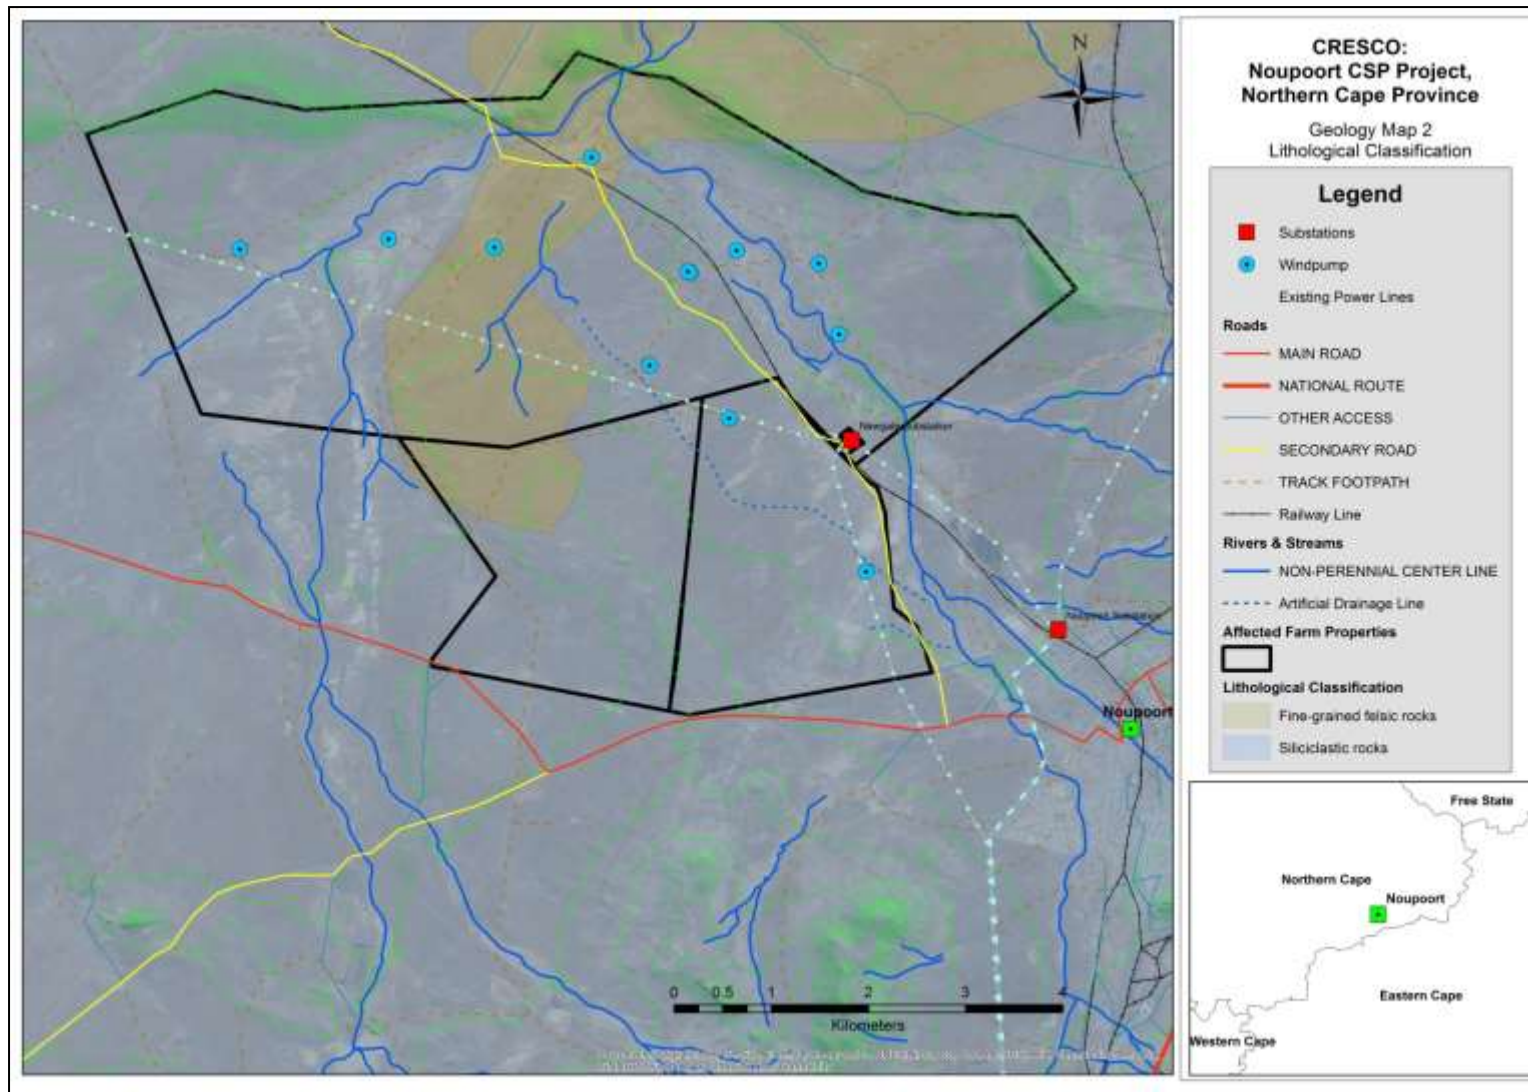 N
Substation
Noupoort Substation
Noupoort
0 0.5 1 2 3 4
Kilometers
CRESCO:
Noupoort CSP Project,
Northern Cape Province
Geology Map 2
Lithological Classification
Legend
Substations
Windpump
Existing Power Lines
Roads
MAIN ROAD
NATIONAL ROUTE
OTHER ACCESS
SECONDARY ROAD
TRACK FOOTPATH
Railway Line
Rivers & Streams
NON-PERENNIAL CENTER LINE
Artificial Drainage Line
Affected Farm Properties
Lithological Classification
Fine-grained felsic rocks
Siliciclastic rocks
Free State
Northern Cape
Noupoort
Eastern Cape
Western Cape